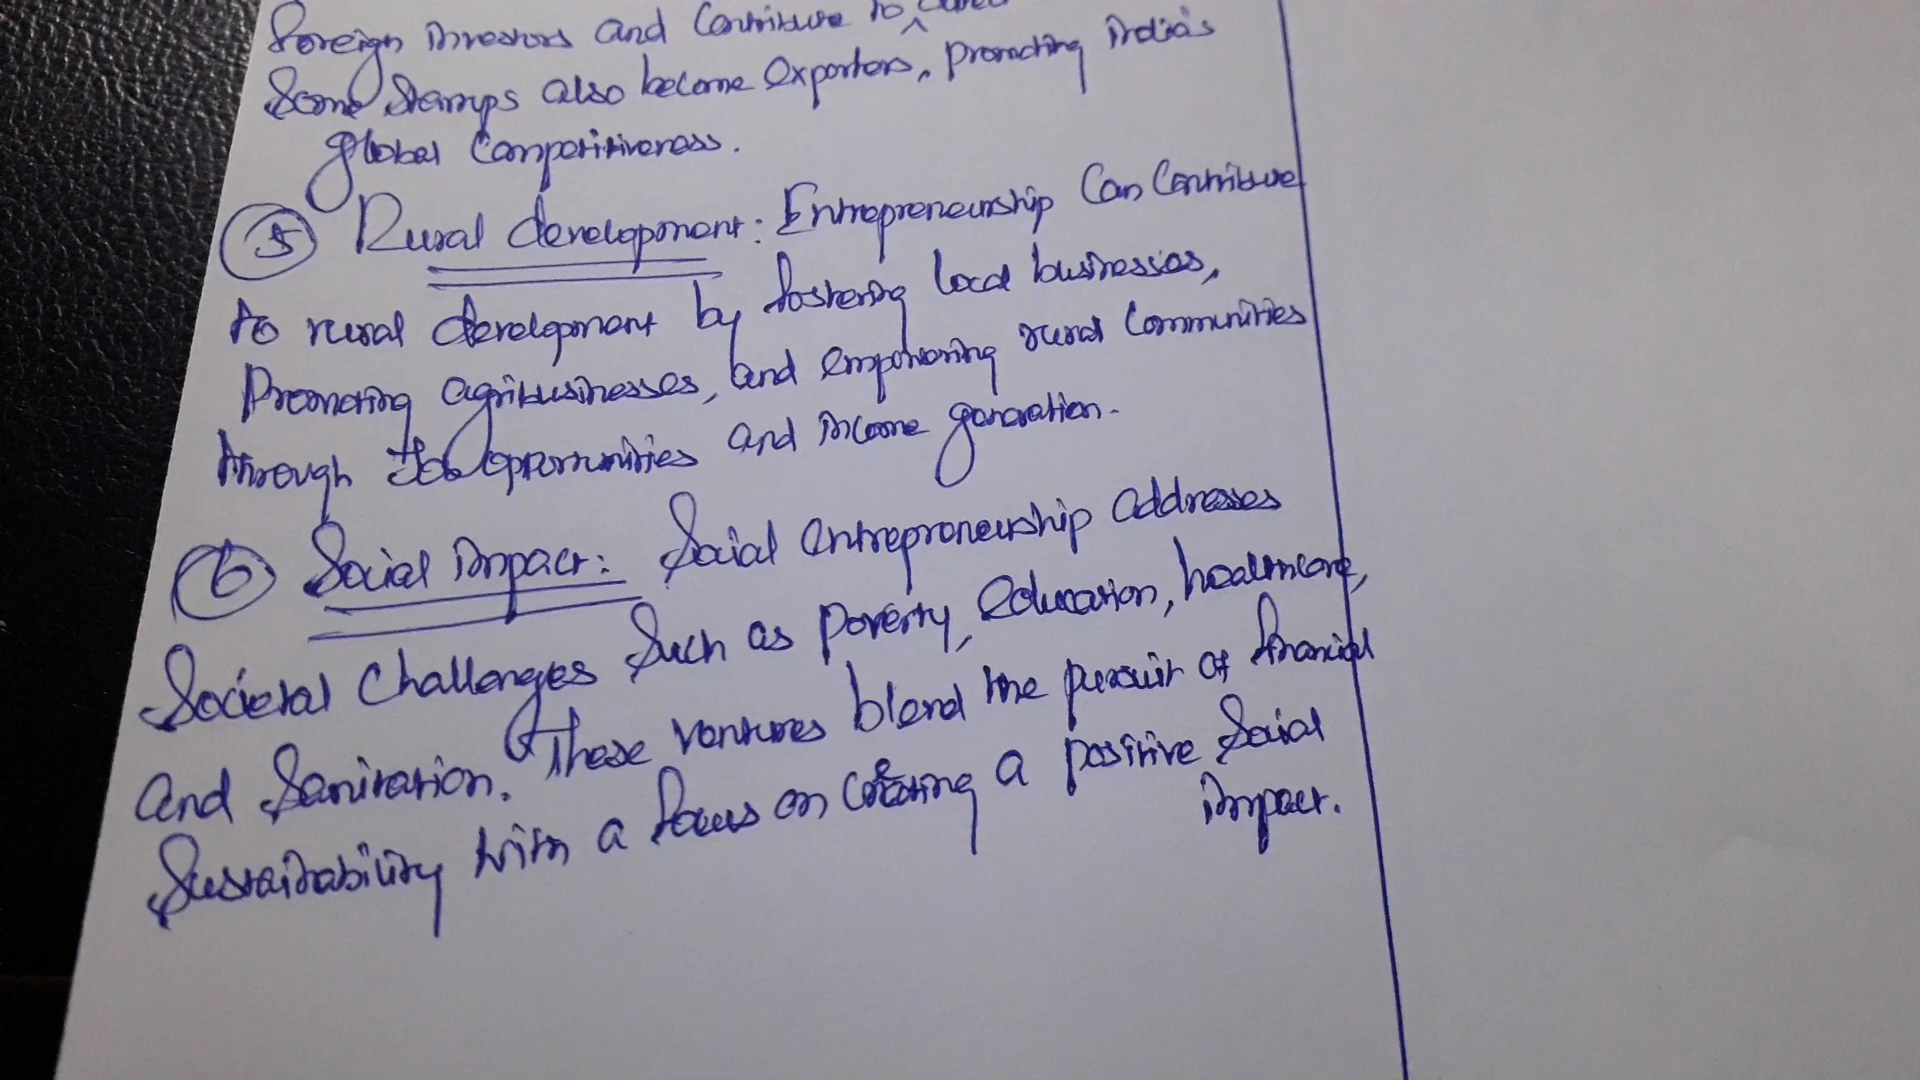 foreign investors and Contribute to
Some Stamps also become exporters, promoting India's
global Competitiveness.
5 Rural development: Entrepreneurship Can Contribute
to rural development by fostering local businesses,
Promoting agribusinesses, and empowering rural Communities
through Job opportunities and income generation.
6 Social Impact: Social entrepreneurship addresses
Societal Challenges Such as poverty, education, healthcare,
and Sanitation. These ventures blend the pursuit of financial
Sustainability with a focus on Creating a positive Social
impact.